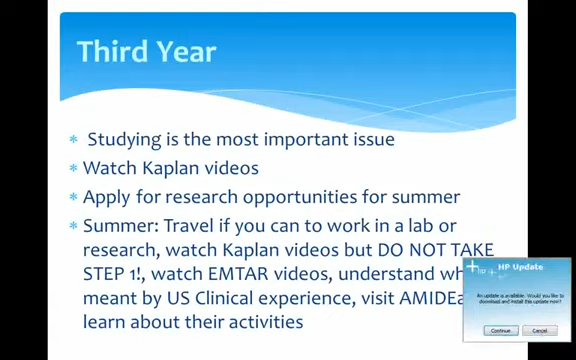 Third Year
* Studying is the most important issue
* Watch Kaplan videos
* Apply for research opportunities for summer
* Summer: Travel if you can to work in a lab or
research, watch Kaplan videos but DO NOT TAKE
STEP 1!, watch EMTAR videos, understand wh
meant by US Clinical experience, visit AMIDEa
learn about their activities
hp HP Update
An update is available. Would you like to
download and install this update now?
Continue Cancel